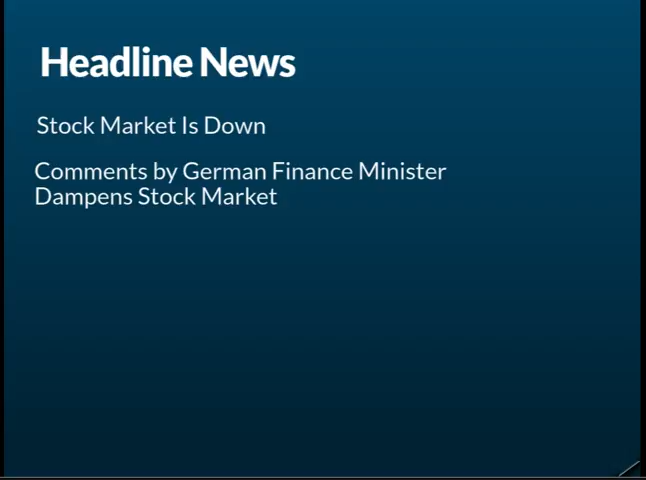 Headline News
Stock Market Is Down
Comments by German Finance Minister
Dampens Stock Market